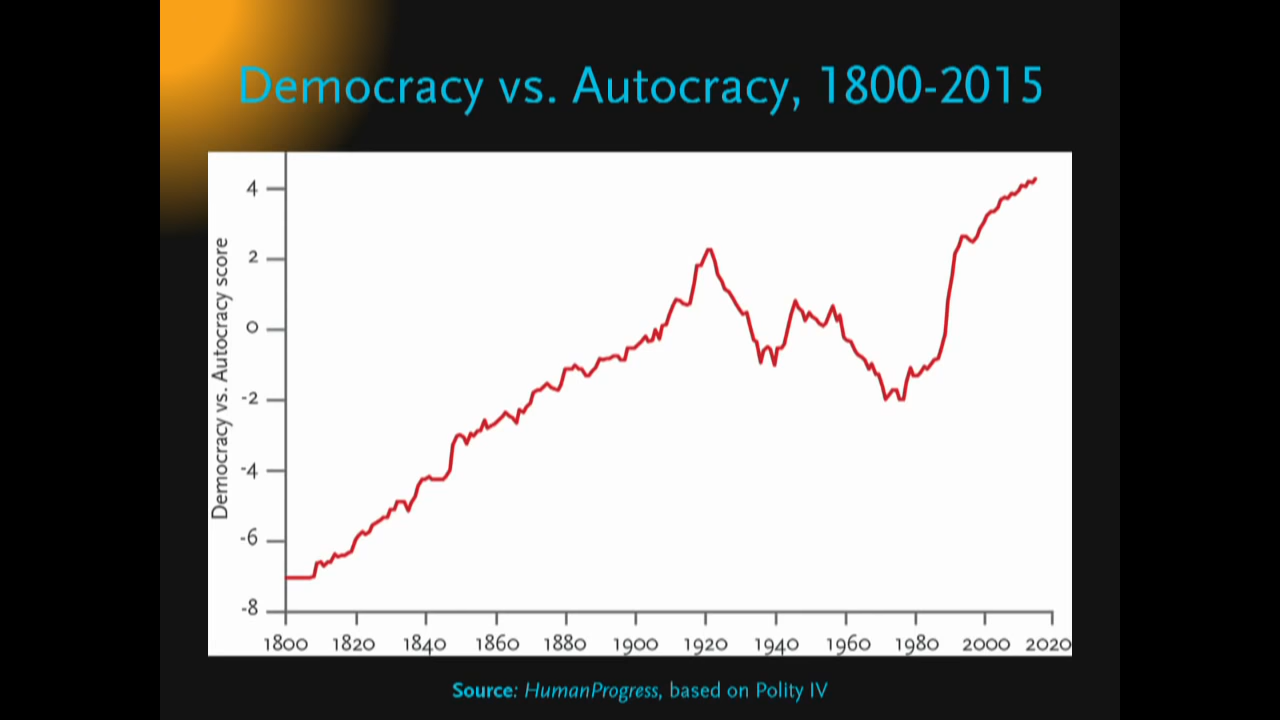 Democracy vs. Autocracy, 1800-2015
Democracy vs. Autocracy score
4
2
0
-2
-4
-6
-8
1800 1820 1840 1860 1880 1900 1920 1940 1960 1980 2000 2020
Source: HumanProgress, based on Polity IV